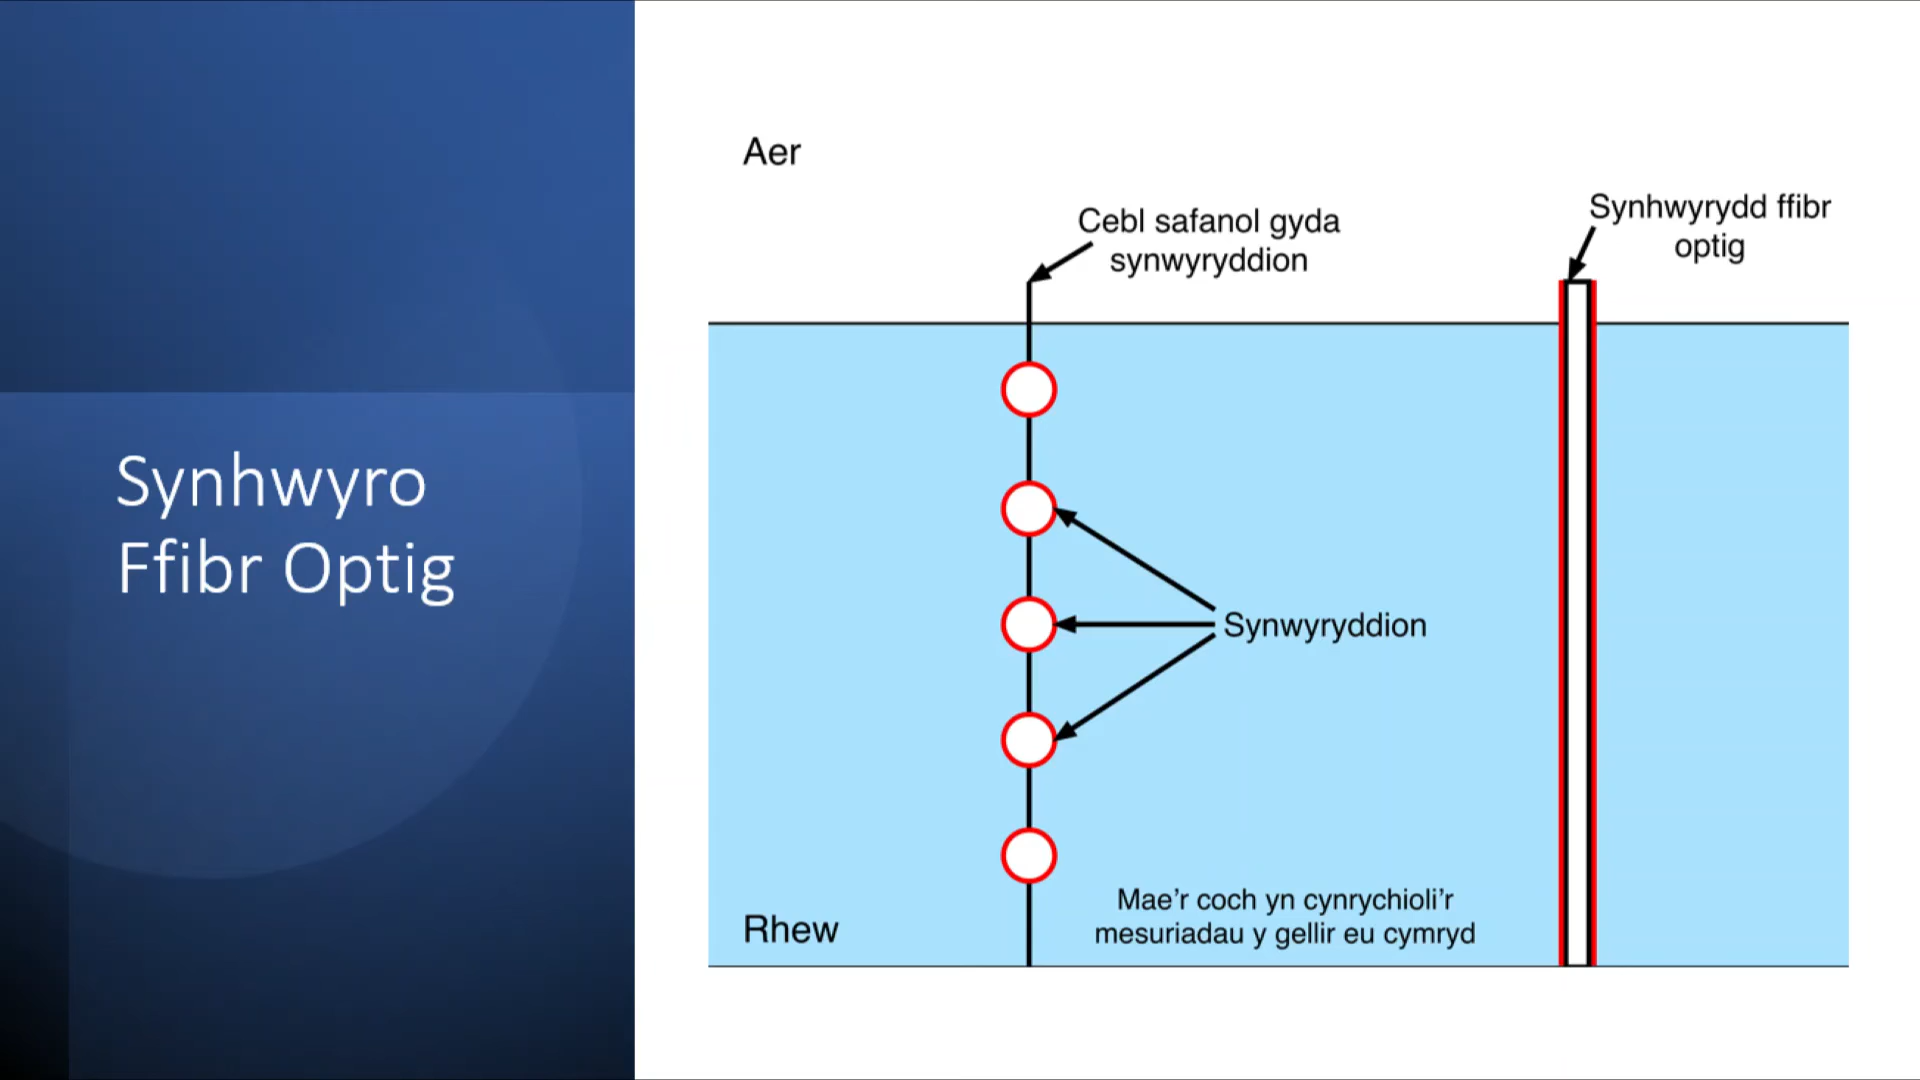 Synhwyro
Ffibr Optig
Aer
Cebl safanol gyda
synwyryddion
Synhwyrydd ffibr
optig
Synwyryddion
Mae’r coch yn cynrychioli’r
mesuriadau y gellir eu cymryd
Rhew